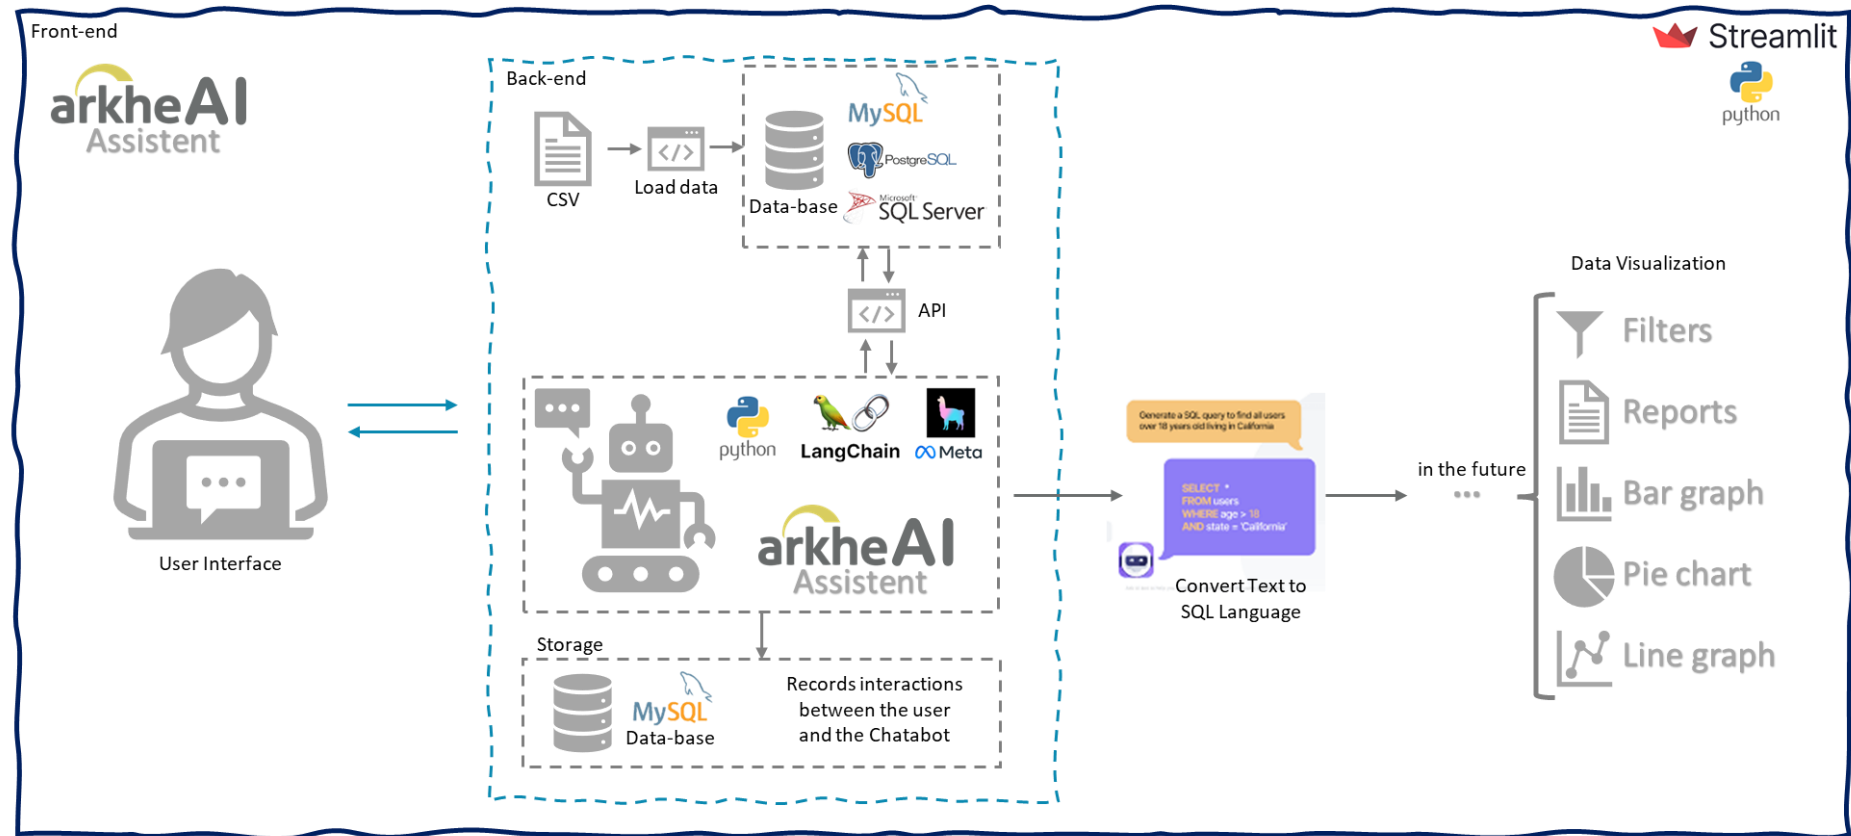 Front-end
arkheAI
Assistent
Streamlit
python
Back-end
CSV
Load data
Data-base
MySQL
PostgreSQL
Microsoft
SQL Server
API
User Interface
python
LangChain
Meta
arkheAI
Assistent
Storage
MySQL
Data-base
Records interactions
between the user
and the Chatabot
Generate a SQL query to find all users
over 18 years old living in California
SELECT *
FROM users
WHERE age > 18
AND state = 'California'
Convert Text to
SQL Language
in the future
...
Data Visualization
Filters
Reports
Bar graph
Pie chart
Line graph